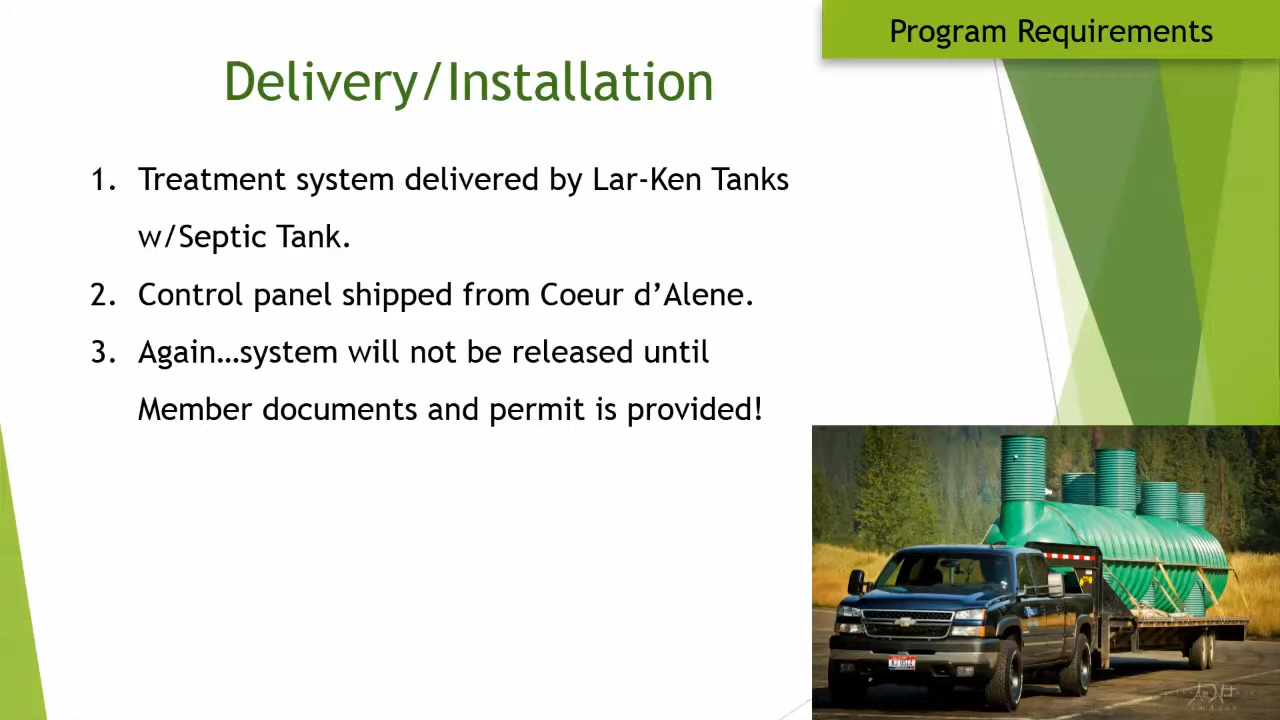 Program Requirements
Delivery/Installation
1. Treatment system delivered by Lar-Ken Tanks
w/Septic Tank.
2. Control panel shipped from Coeur d’Alene.
3. Again…system will not be released until
Member documents and permit is provided!